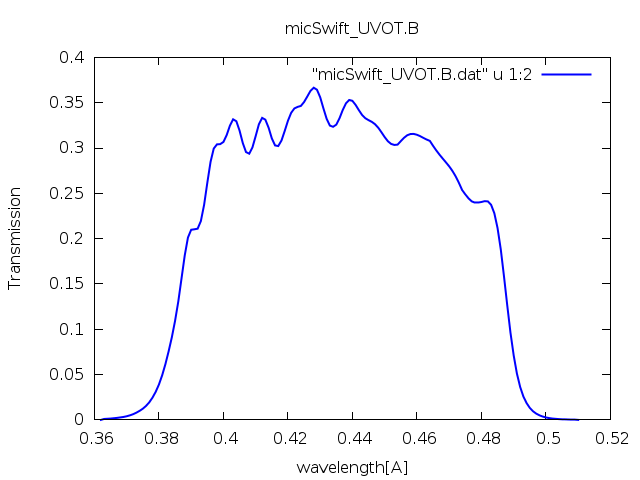 micSwift_UVOT.B
"micSwift_UVOT.B.dat" u 1:2
Transmission
0.4
0.35
0.3
0.25
0.2
0.15
0.1
0.05
0
0.36 0.38 0.4 0.42 0.44 0.46 0.48 0.5 0.52
wavelength[A]